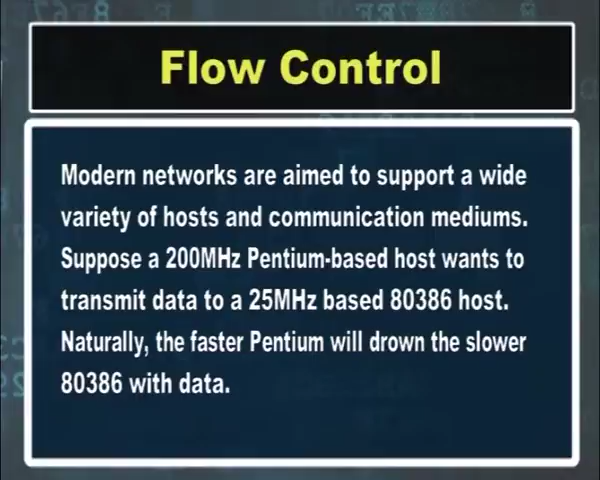 Flow Control
Modern networks are aimed to support a wide
variety of hosts and communication mediums.
Suppose a 200MHz Pentium-based host wants to
transmit data to a 25MHz based 80386 host.
Naturally, the faster Pentium will drown the slower
80386 with data.